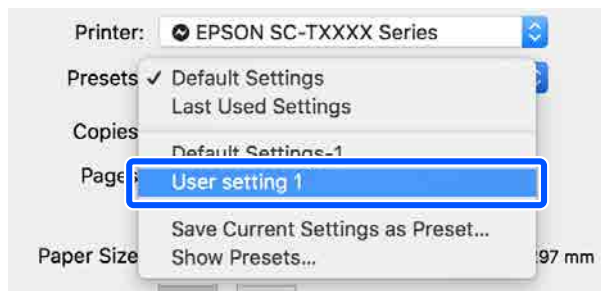 Printer: EPSON SC-TXXXX Series
Presets ✓ Default Settings
Last Used Settings
Copies
Default Settings-1
Pages
User setting 1
Save Current Settings as Preset...
Paper Size
Show Presets...
97 mm